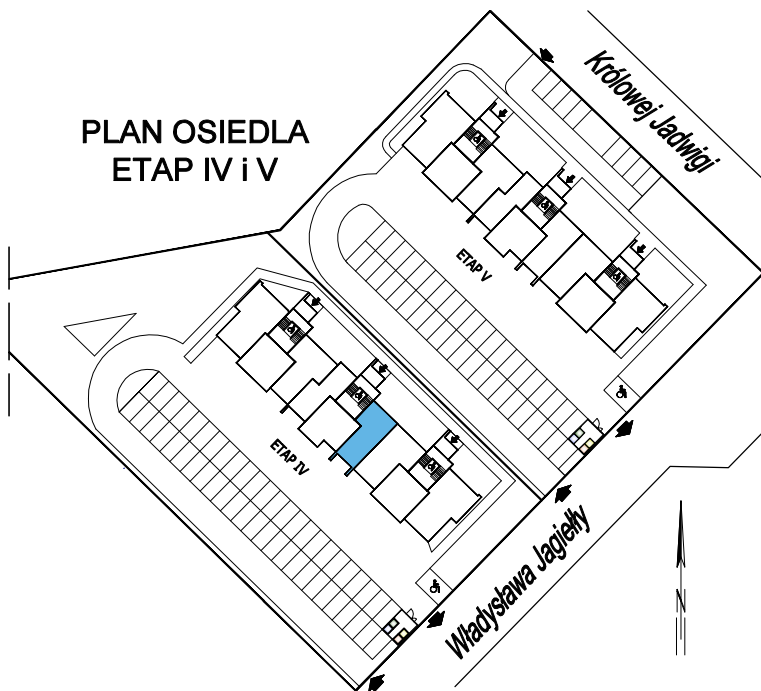 PLAN OSIEDLA
ETAP IV i V
Królowej Jadwigi
ETAP V
ETAP IV
Władysława Jagiełły
N